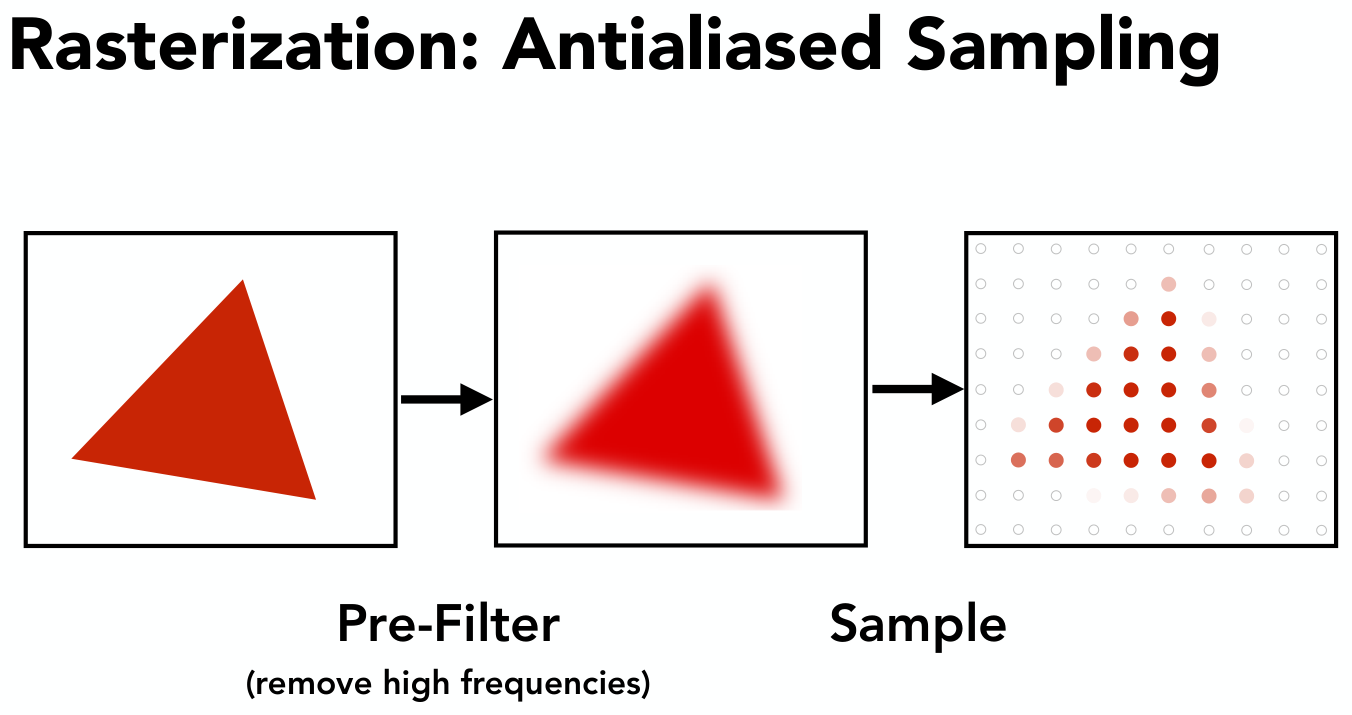 Rasterization: Antialiased Sampling
Pre-Filter
(remove high frequencies)
Sample